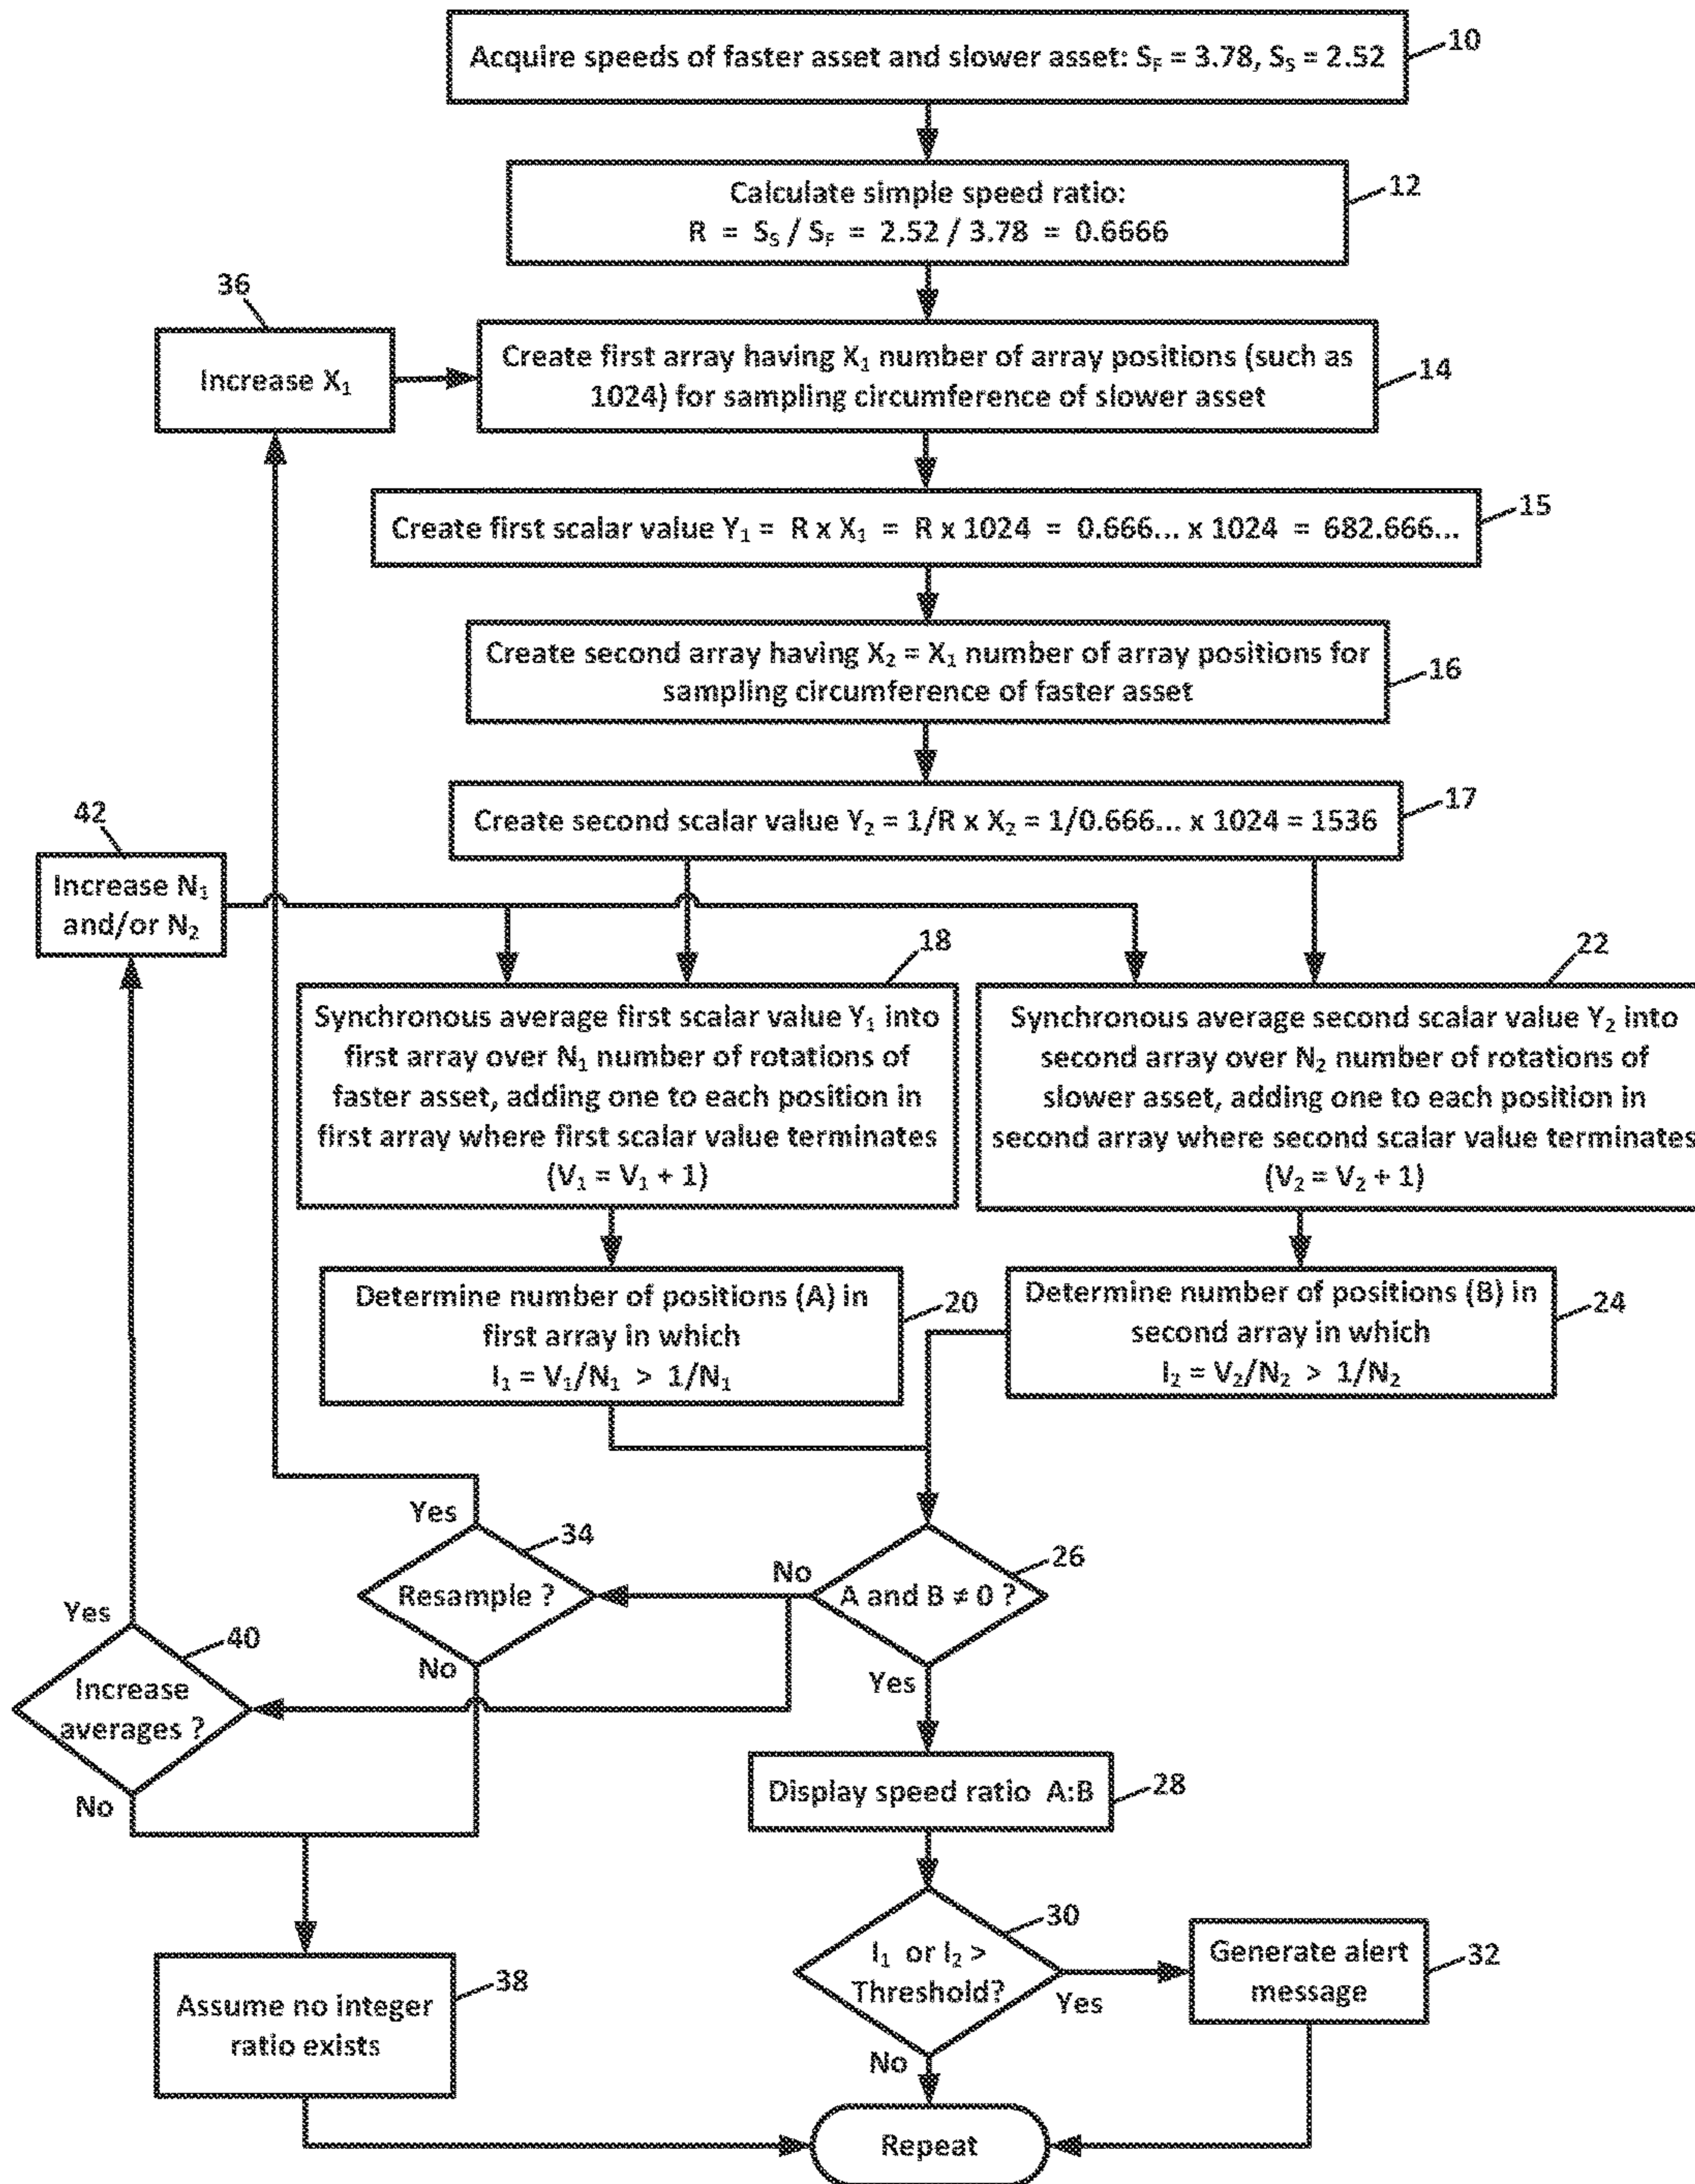 Acquire speeds of faster asset and slower asset: S_F = 3.78, S_S = 2.52
10
Calculate simple speed ratio:
R = S_S / S_F = 2.52 / 3.78 = 0.6666
12
36
Increase X₁
Create first array having X₁ number of array positions (such as
1024) for sampling circumference of slower asset
14
Create first scalar value Y₁ = R x X₁ = R x 1024 = 0.666... x 1024 = 682.666...
15
Create second array having X₂ = X₁ number of array positions for
sampling circumference of faster asset
16
Create second scalar value Y₂ = 1/R x X₂ = 1/0.666... x 1024 = 1536
17
42
Increase N₁
and/or N₂
18
Synchronous average first scalar value Y₁ into
first array over N₁ number of rotations of
faster asset, adding one to each position in
first array where first scalar value terminates
(V₁ = V₁ + 1)
22
Synchronous average second scalar value Y₂ into
second array over N₂ number of rotations of
slower asset, adding one to each position in
second array where second scalar value terminates
(V₂ = V₂ + 1)
Determine number of positions (A) in
first array in which
I₁ = V₁/N₁ > 1/N₁
20
Determine number of positions (B) in
second array in which
I₂ = V₂/N₂ > 1/N₂
24
Yes
34
Resample ?
No
No
26
A and B ≠ 0 ?
Yes
Yes
40
Increase
averages ?
No
Display speed ratio A:B
28
30
I₁ or I₂ >
Threshold?
Yes
No
Generate alert
message
32
Assume no integer
ratio exists
38
Repeat